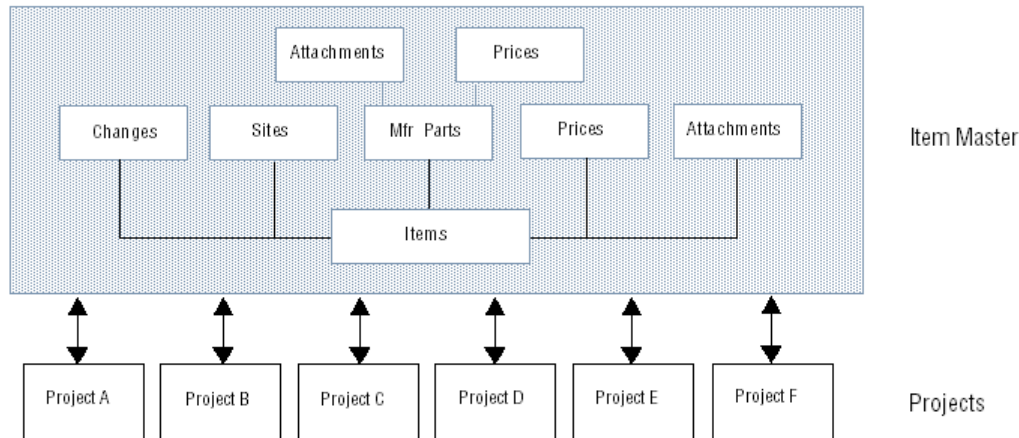 Attachments
Prices
Changes
Sites
Mfr Parts
Prices
Attachments
Item Master
Items
Project A
Project B
Project C
Project D
Project E
Project F
Projects